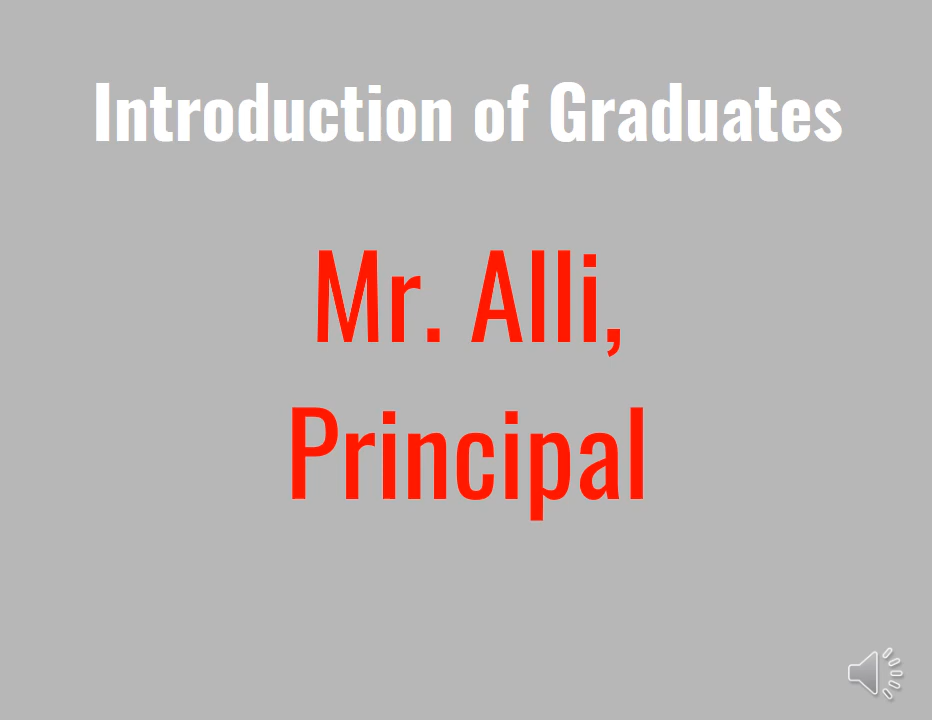 Introduction of Graduates
Mr. Alli,
Principal